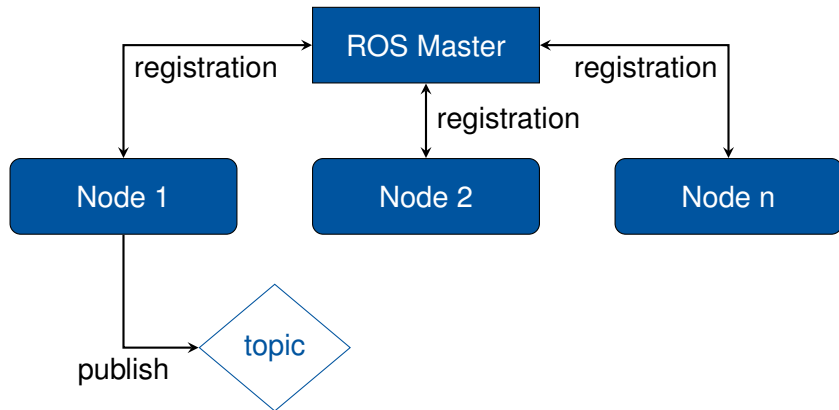 ROS Master
registration
registration
registration
Node 1
Node 2
Node n
topic
publish